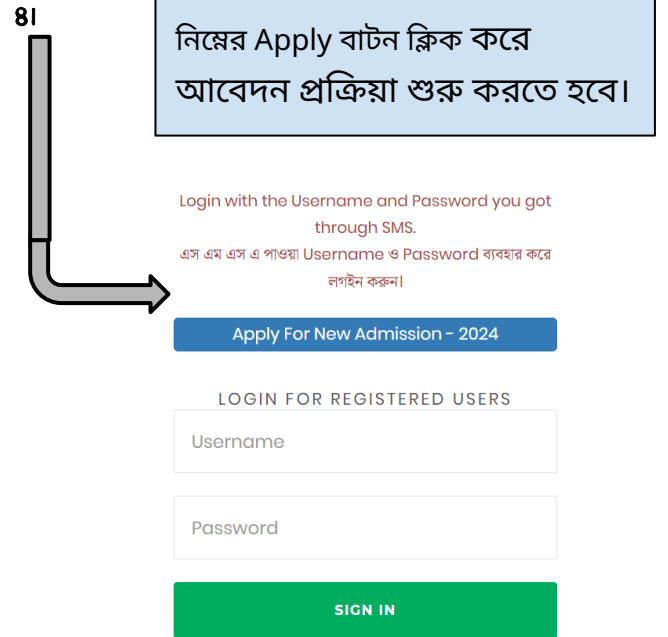 ৪।
নিম্নের Apply বাটন ক্লিক করে
আবেদন প্রক্রিয়া শুরু করতে হবে।
Login with the Username and Password you got
through SMS.
এস এম এস এ পাওয়া Username ও Password ব্যবহার করে
লগইন করুন।
Apply For New Admission - 2024
LOGIN FOR REGISTERED USERS
Username
Password
SIGN IN